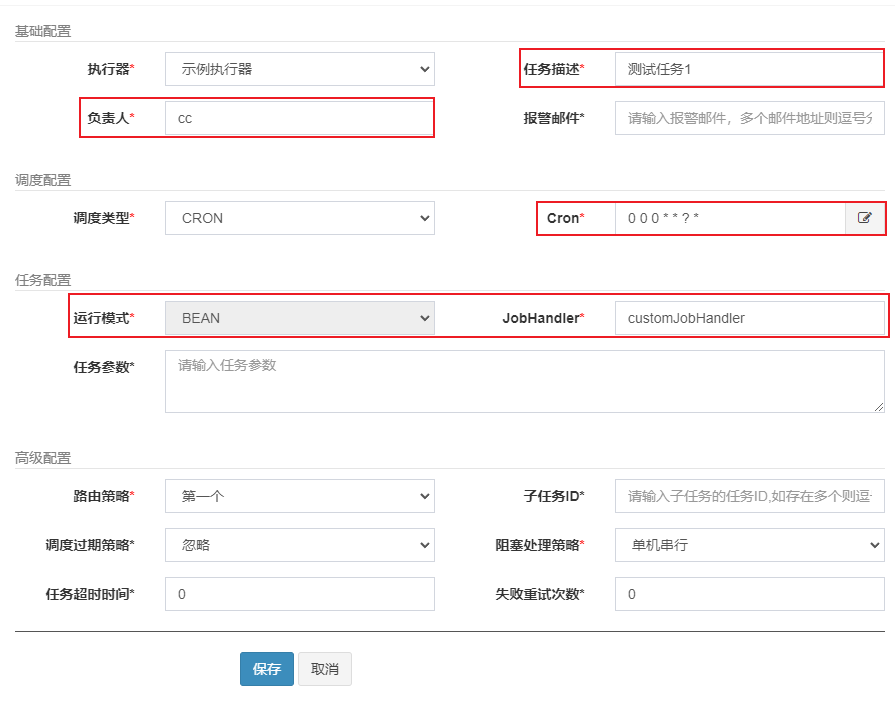 基础配置
执行器* 示例执行器 任务描述* 测试任务1
负责人* cc 报警邮件* 请输入报警邮件，多个邮件地址则逗号分
调度配置
调度类型* CRON Cron* 0 0 0 * * ? *
任务配置
运行模式* BEAN JobHandler* customJobHandler
任务参数* 请输入任务参数
高级配置
路由策略* 第一个 子任务ID* 请输入子任务的任务ID,如存在多个则逗
调度过期策略* 忽略 阻塞处理策略* 单机串行
任务超时时间* 0 失败重试次数* 0
保存 取消